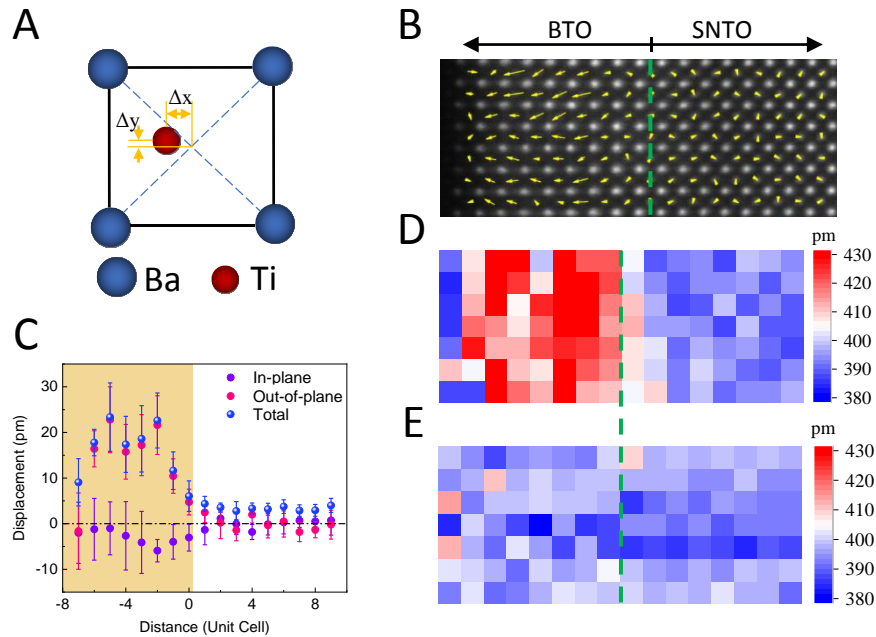 A
Δx
Δy
Ba
Ti
B
BTO
SNTO
C
In-plane
Out-of-plane
Total
Displacement (pm)
30
20
10
0
-10
-8
-4
0
4
8
Distance (Unit Cell)
D
pm
430
420
410
400
390
380
E
pm
430
420
410
400
390
380